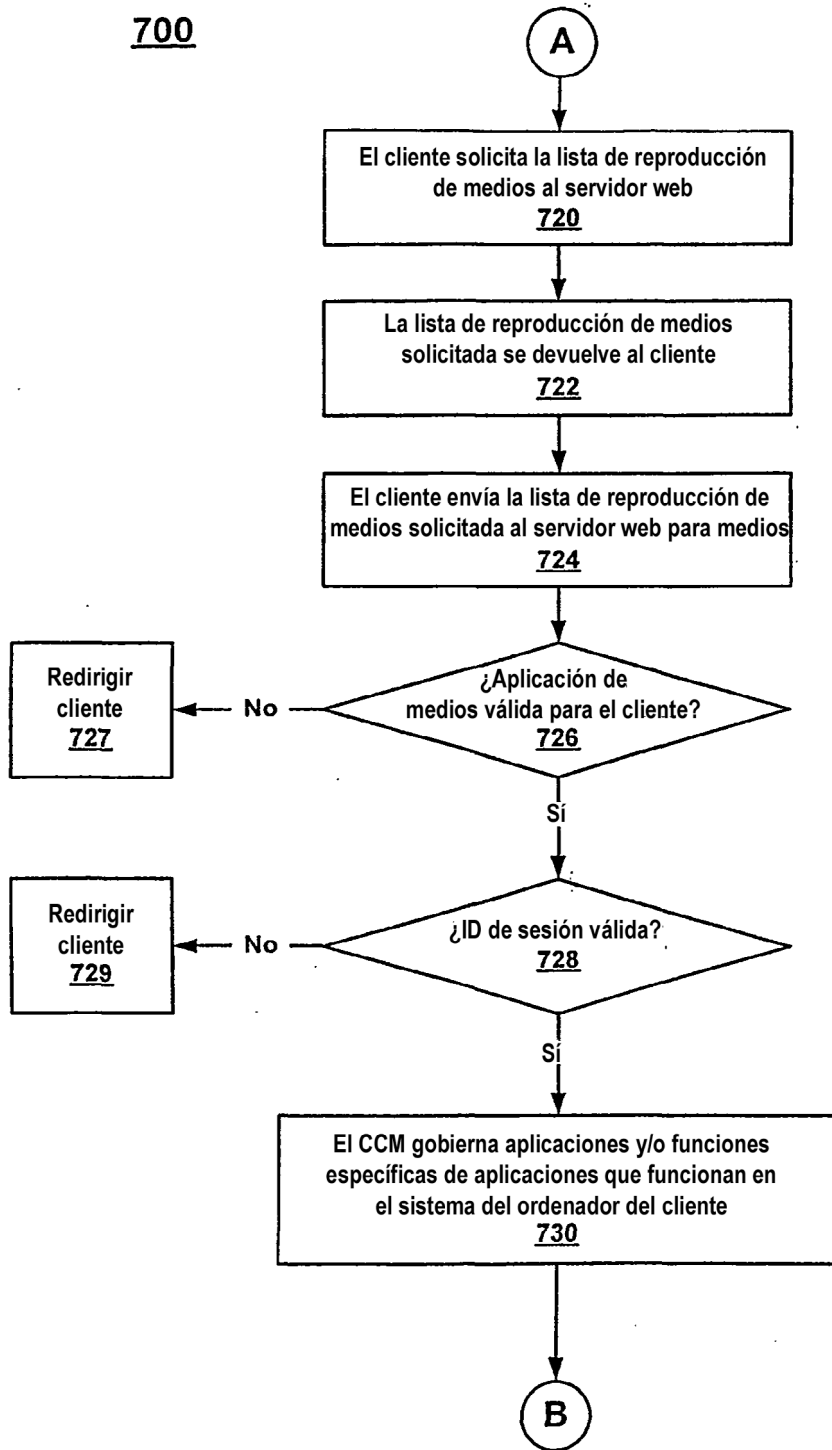 700
A
El cliente solicita la lista de reproducción
de medios al servidor web
720
La lista de reproducción de medios
solicitada se devuelve al cliente
722
El cliente envía la lista de reproducción de
medios solicitada al servidor web para medios
724
¿Aplicación de
medios válida para el cliente?
726
No
Redirigir
cliente
727
Sí
¿ID de sesión válida?
728
No
Redirigir
cliente
729
Sí
El CCM gobierna aplicaciones y/o funciones
específicas de aplicaciones que funcionan en
el sistema del ordenador del cliente
730
B